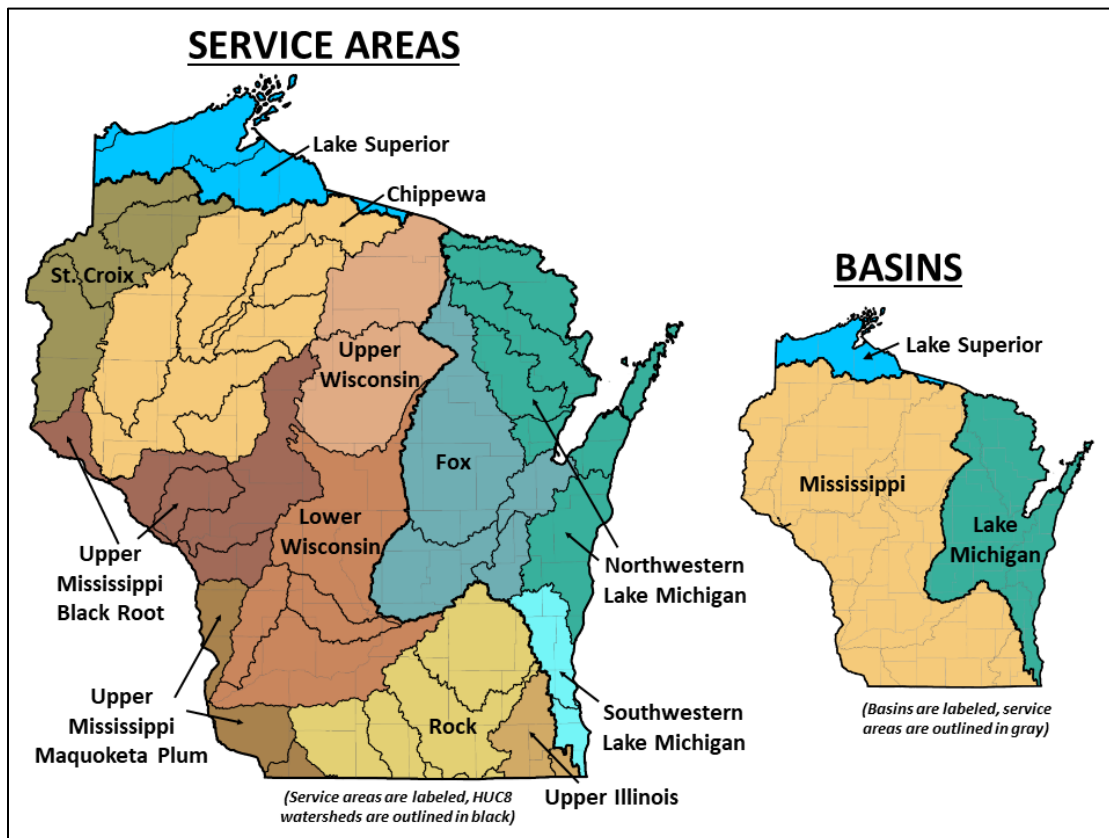 SERVICE AREAS
Lake Superior
Chippewa
St. Croix
Upper
Wisconsin
Fox
Lower
Wisconsin
Upper
Mississippi
Black Root
Northwestern
Lake Michigan
Upper
Mississippi
Maquoketa Plum
Rock
Southwestern
Lake Michigan
Upper Illinois
(Service areas are labeled, HUC8
watersheds are outlined in black)
BASINS
Lake Superior
Mississippi
Lake
Michigan
(Basins are labeled, service
areas are outlined in gray)